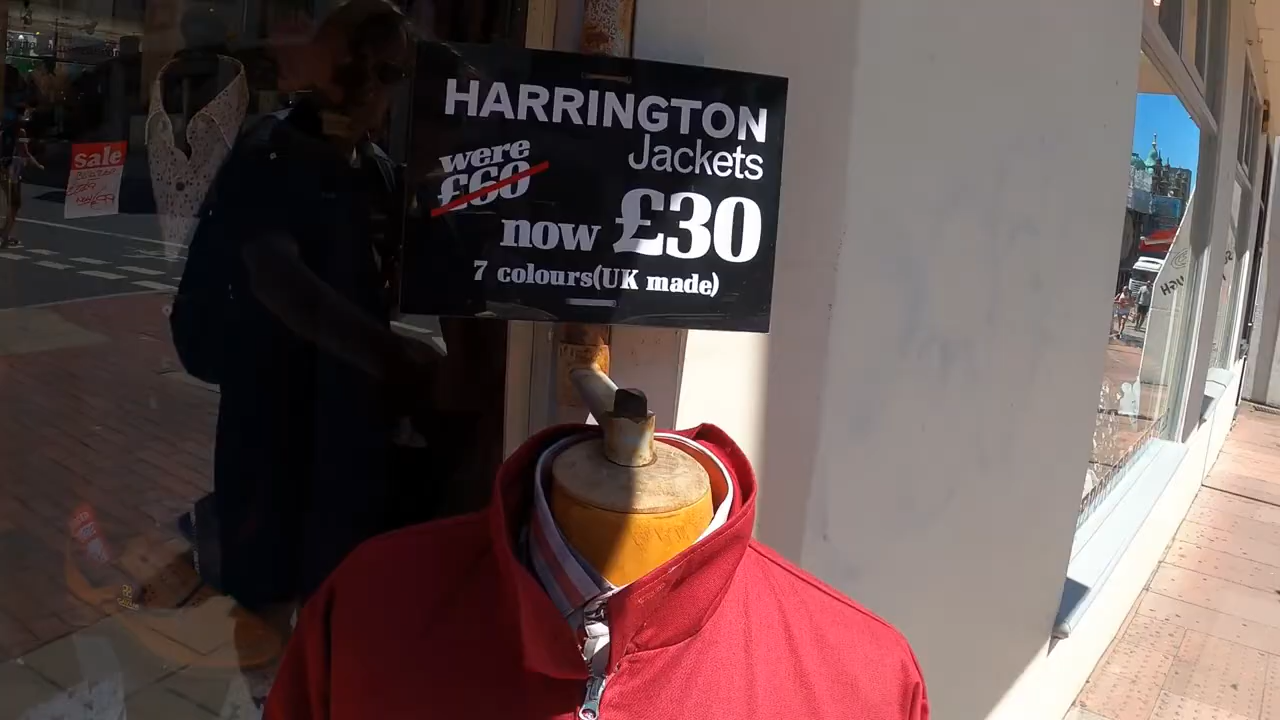 HARRINGTON
Jackets
were
£60
now £30
7 colours(UK made)
sale